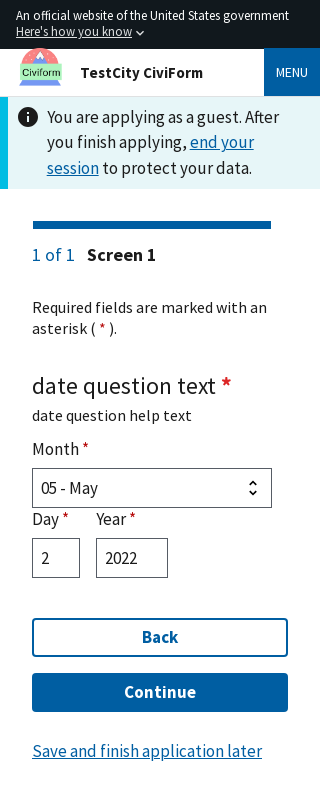 An official website of the United States government
Here's how you know
Civiform
TestCity CiviForm
MENU
You are applying as a guest. After
you finish applying, end your
session to protect your data.
1 of 1 Screen 1
Required fields are marked with an
asterisk ( * ).
date question text *
date question help text
Month *
05 - May
Day * Year *
2 2022
Back
Continue
Save and finish application later